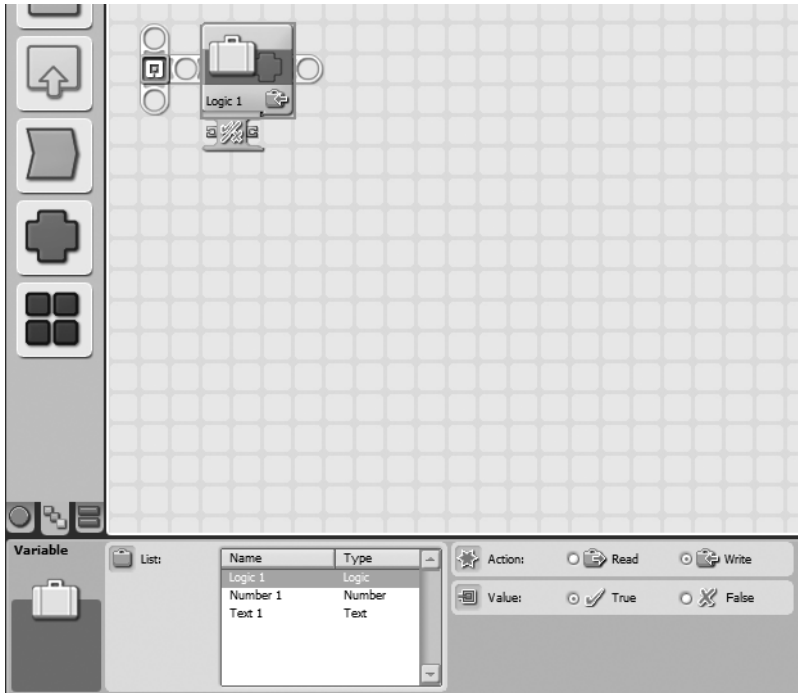 Logic 1
Variable
List:
Name Type
Logic 1 Logic
Number 1 Number
Text 1 Text
Action: Read Write
Value: True False